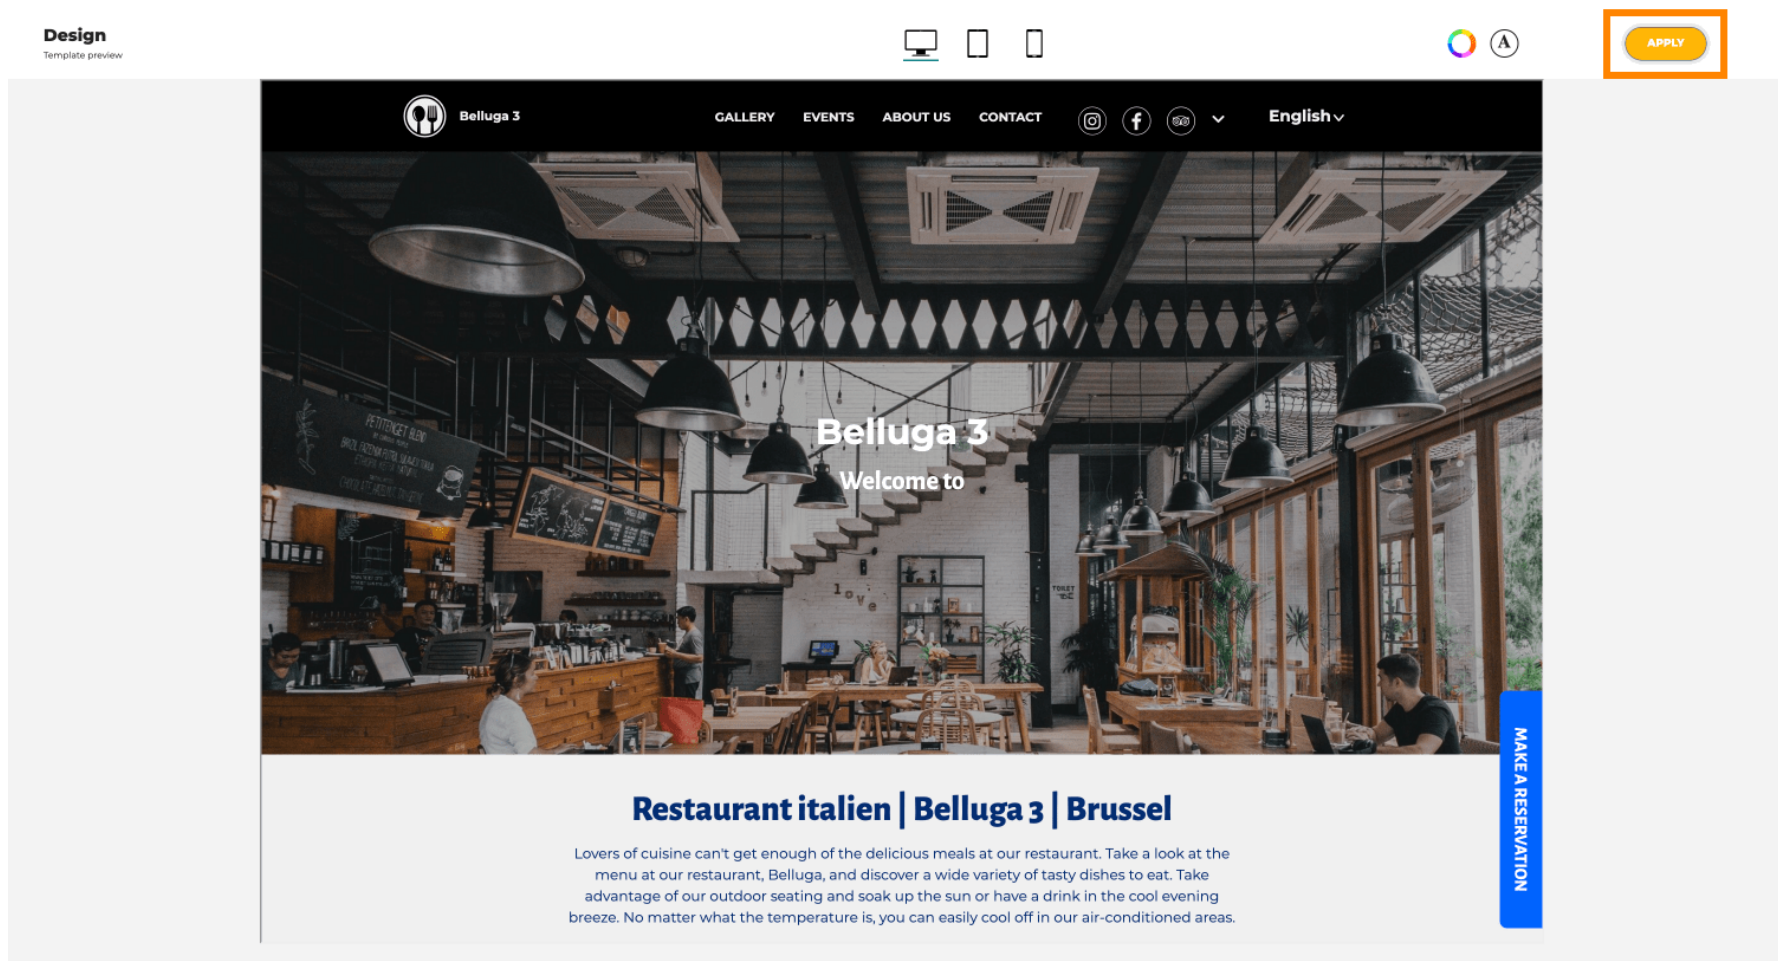 Design
Template preview
A
APPLY
Belluga 3
GALLERY EVENTS ABOUT US CONTACT
English
PETITENGET BLEND
Belluga 3
Welcome to
love
TOILET
MAKE A RESERVATION
Restaurant italien | Belluga 3 | Brussel
Lovers of cuisine can't get enough of the delicious meals at our restaurant. Take a look at the
menu at our restaurant, Belluga, and discover a wide variety of tasty dishes to eat. Take
advantage of our outdoor seating and soak up the sun or have a drink in the cool evening
breeze. No matter what the temperature is, you can easily cool off in our air-conditioned areas.